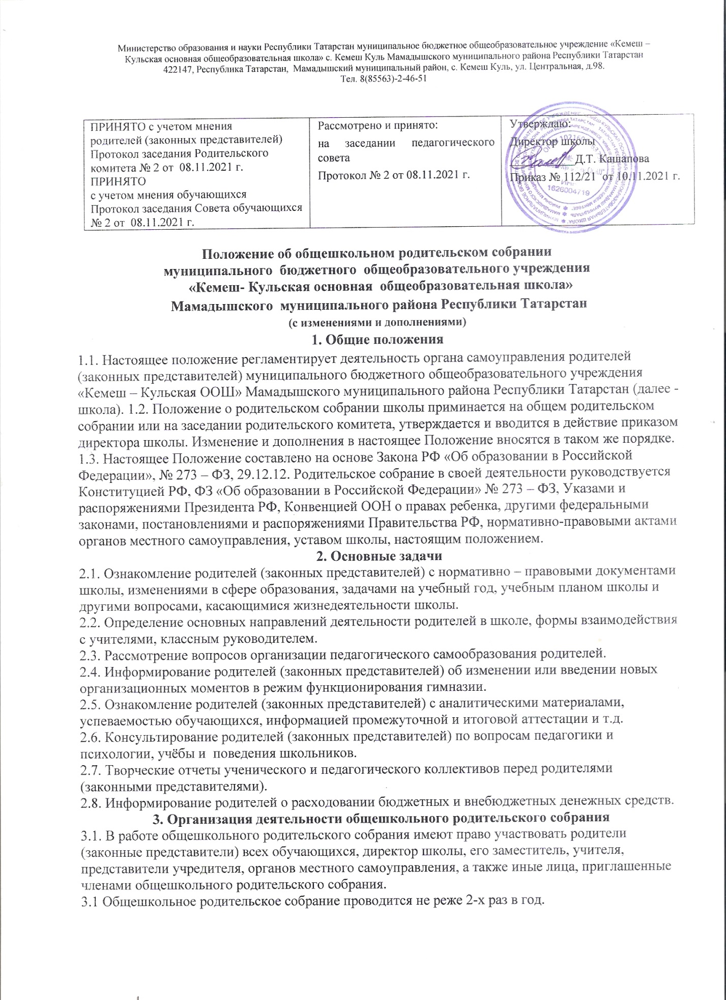 Министерство образования и науки Республики Татарстан муниципальное бюджетное общеобразовательное учреждение «Кемеш –
Кульская основная общеобразовательная школа» с. Кемеш Куль Мамадышского муниципального района Республики Татарстан
422147, Республика Татарстан, Мамадышский муниципальный район, с. Кемеш Куль, ул. Центральная, д.98.
Тел. 8(85563)-2-46-51
ПРИНЯТО с учетом мнения
родителей (законных представителей)
Протокол заседания Родительского
комитета № 2 от 08.11.2021 г.
ПРИНЯТО
с учетом мнения обучающихся
Протокол заседания Совета обучающихся
№ 2 от 08.11.2021 г.
Рассмотрено и принято:
на заседании педагогического
совета
Протокол № 2 от 08.11.2021 г.
Утверждаю:
Директор школы
Д.Т. Кашапова
Приказ № 112/21 от 10.11.2021 г.
1626004719
Положение об общешкольном родительском собрании
муниципального бюджетного общеобразовательного учреждения
«Кемеш- Кульская основная общеобразовательная школа»
Мамадышского муниципального района Республики Татарстан
(с изменениями и дополнениями)
1. Общие положения
1.1. Настоящее положение регламентирует деятельность органа самоуправления родителей
(законных представителей) муниципального бюджетного общеобразовательного учреждения
«Кемеш – Кульская ООШ» Мамадышского муниципального района Республики Татарстан (далее -
школа). 1.2. Положение о родительском собрании школы приминается на общем родительском
собрании или на заседании родительского комитета, утверждается и вводится в действие приказом
директора школы. Изменение и дополнения в настоящее Положение вносятся в таком же порядке.
1.3. Настоящее Положение составлено на основе Закона РФ «Об образовании в Российской
Федерации», № 273 – ФЗ, 29.12.12. Родительское собрание в своей деятельности руководствуется
Конституцией РФ, ФЗ «Об образовании в Российской Федерации» № 273 – ФЗ, Указами и
распоряжениями Президента РФ, Конвенцией ООН о правах ребенка, другими федеральными
законами, постановлениями и распоряжениями Правительства РФ, нормативно-правовыми актами
органов местного самоуправления, уставом школы, настоящим положением.
2. Основные задачи
2.1. Ознакомление родителей (законных представителей) с нормативно – правовыми документами
школы, изменениями в сфере образования, задачами на учебный год, учебным планом школы и
другими вопросами, касающимися жизнедеятельности школы.
2.2. Определение основных направлений деятельности родителей в школе, формы взаимодействия
с учителями, классным руководителем.
2.3. Рассмотрение вопросов организации педагогического самообразования родителей.
2.4. Информирование родителей (законных представителей) об изменении или введении новых
организационных моментов в режим функционирования гимназии.
2.5. Ознакомление родителей (законных представителей) с аналитическими материалами,
успеваемостью обучающихся, информацией промежуточной и итоговой аттестации и т.д.
2.6. Консультирование родителей (законных представителей) по вопросам педагогики и
психологии, учёбы и поведения школьников.
2.7. Творческие отчеты ученического и педагогического коллективов перед родителями
(законными представителями).
2.8. Информирование родителей о расходовании бюджетных и внебюджетных денежных средств.
3. Организация деятельности общешкольного родительского собрания
3.1. В работе общешкольного родительского собрания имеют право участвовать родители
(законные представители) всех обучающихся, директор школы, его заместитель, учителя,
представители учредителя, органов местного самоуправления, а также иные лица, приглашенные
членами общешкольного родительского собрания.
3.1 Общешкольное родительское собрание проводится не реже 2-х раз в год.